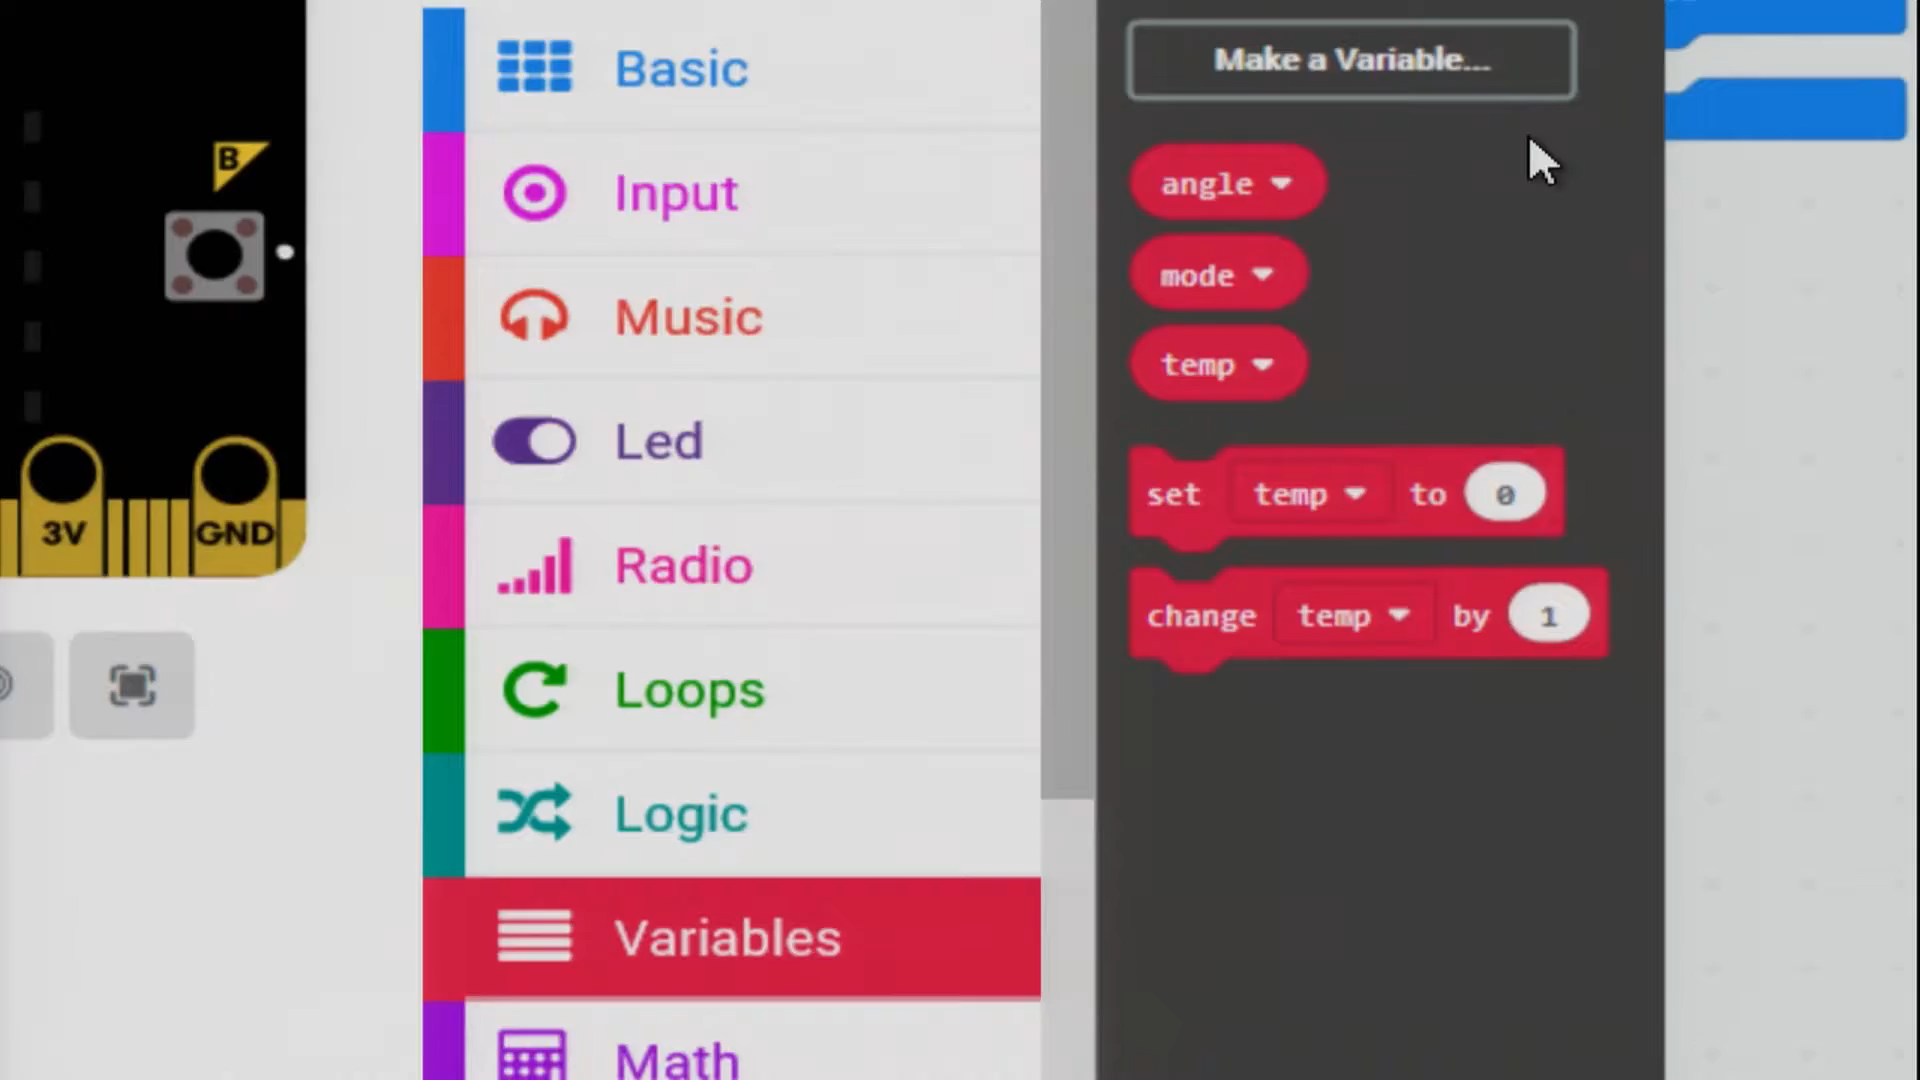 B
3V
GND
Basic
Input
Music
Led
Radio
Loops
Logic
Variables
Math
Make a Variable...
angle
mode
temp
set temp to 0
change temp by 1